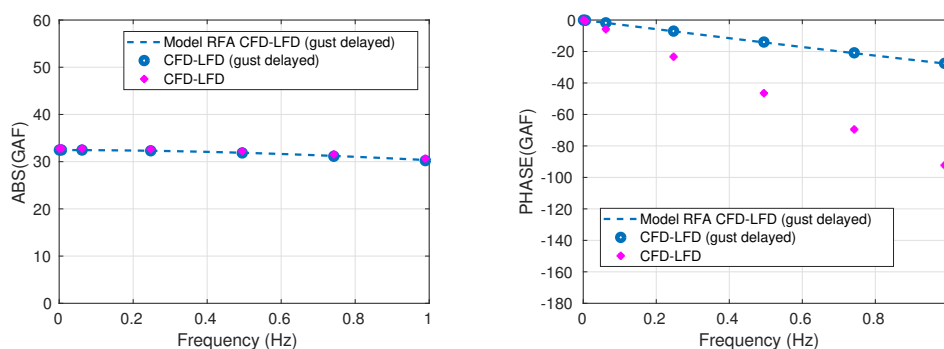 60
50
40
30
20
10
0
ABS(GAF)
Model RFA CFD-LFD (gust delayed)
CFD-LFD (gust delayed)
CFD-LFD
0 0.2 0.4 0.6 0.8 1
Frequency (Hz)
0
-20
-40
-60
-80
-100
-120
-140
-160
-180
PHASE(GAF)
Model RFA CFD-LFD (gust delayed)
CFD-LFD (gust delayed)
CFD-LFD
0 0.2 0.4 0.6 0.8
Frequency (Hz)